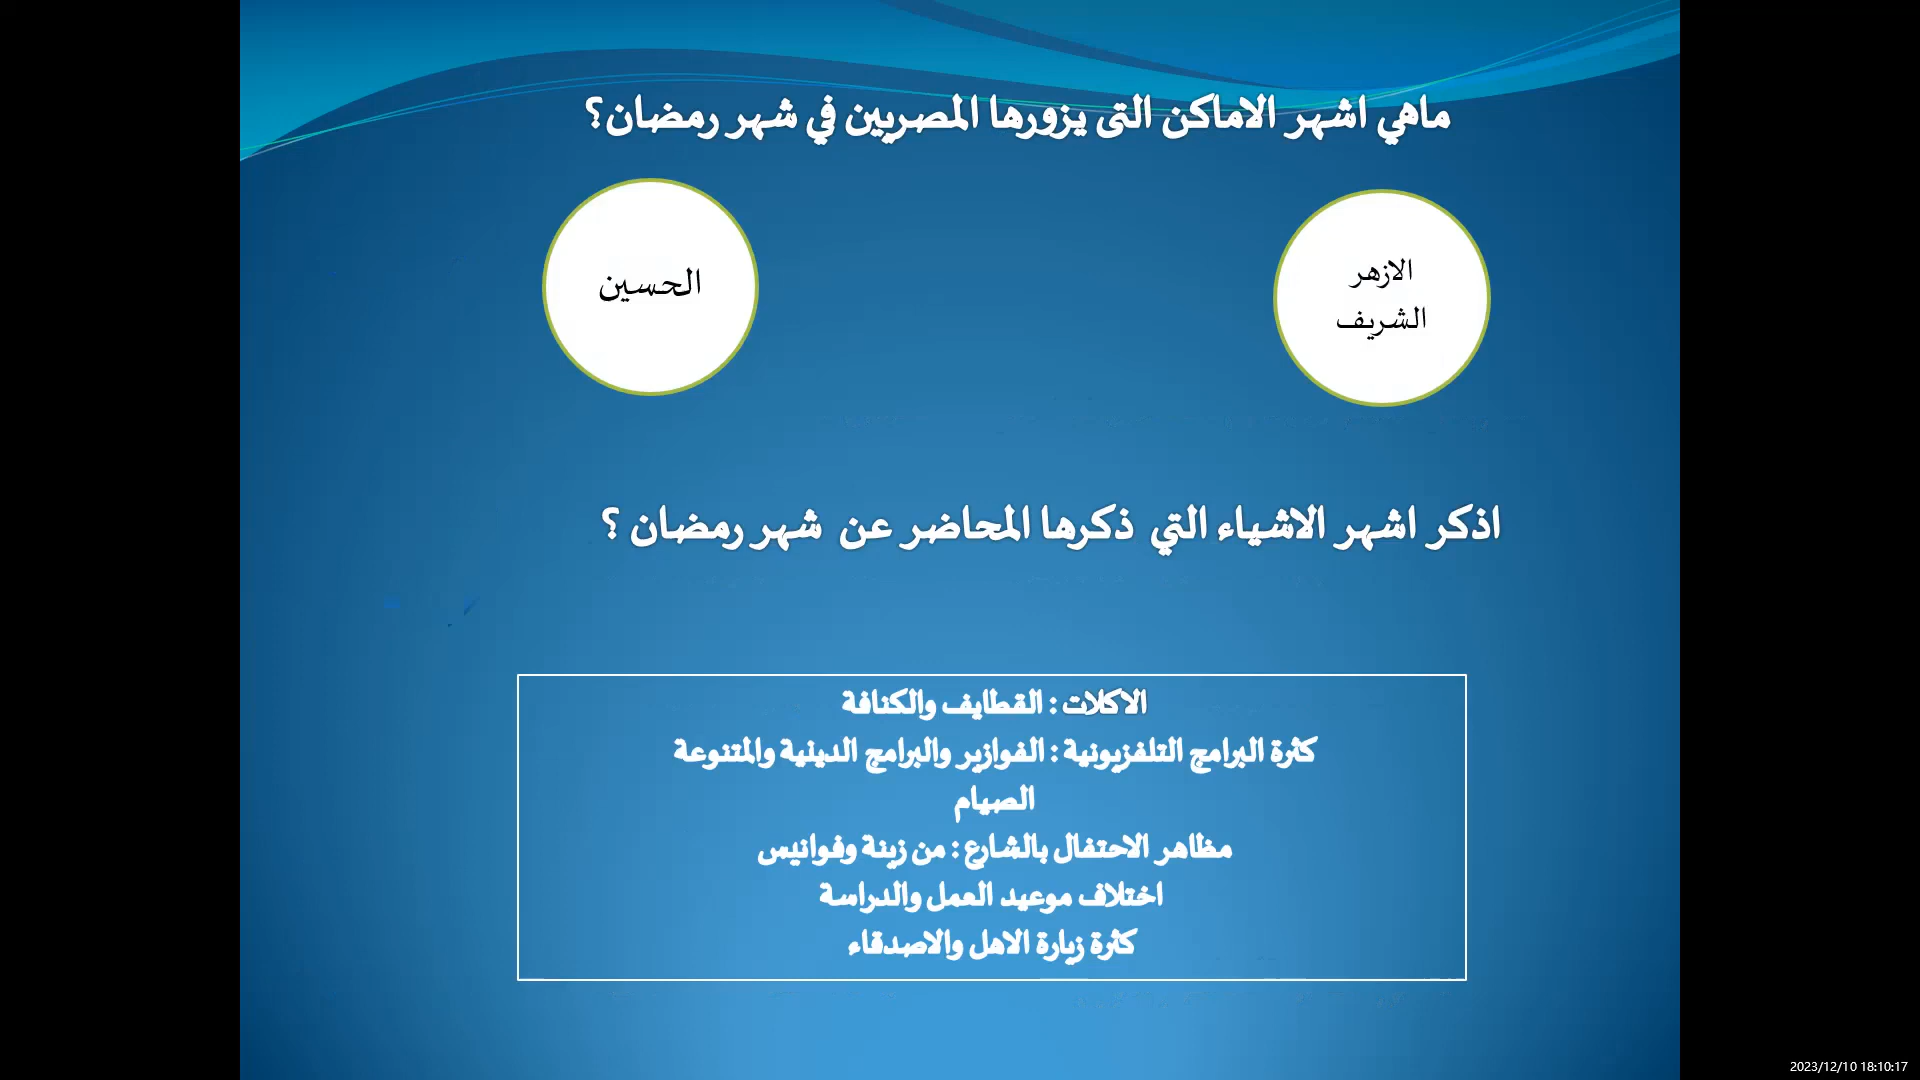 ماهي اشهر الاماكن التى يزورها المصريين في شهر رمضان؟
الازهر
الشريف
الحسين
اذكر اشهر الاشياء التي ذكرها المحاضر عن شهر رمضان ؟
الاكلات : القطايف والكنافة
كثرة البرامج التلفزيونية : الفوازير والبرامج الدينية والمتنوعة
الصيام
مظاهر الاحتفال بالشارع : من زينة وفوانيس
اختلاف موعيد العمل والدراسة
كثرة زيارة الاهل والاصدقاء
2023/12/10 18:10:17